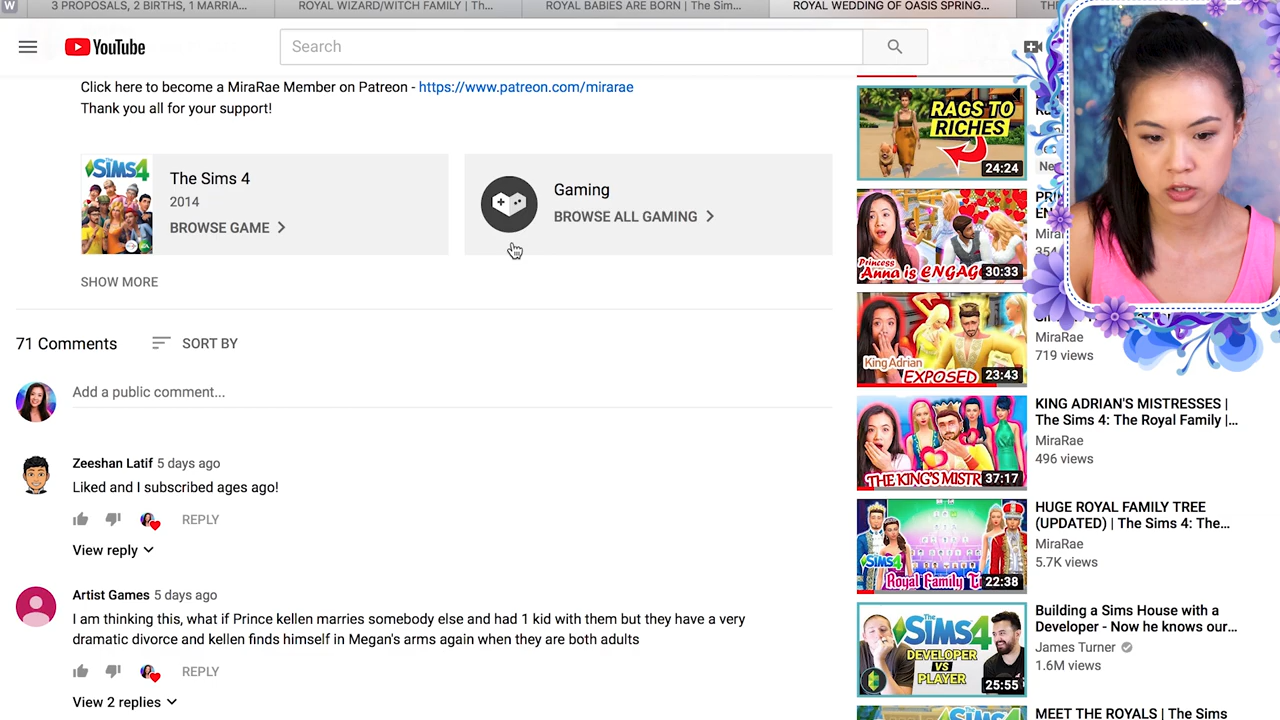 W
3 PROPOSALS, 2 BIRTHS, 1 MARRIA...
ROYAL WIZARD/WITCH FAMILY | Th...
ROYAL BABIES ARE BORN | The Sim...
ROYAL WEDDING OF OASIS SPRING...
YouTube
Search
Click here to become a MiraRae Member on Patreon - https://www.patreon.com/mirarae
Thank you all for your support!
The Sims 4
2014
BROWSE GAME
Gaming
BROWSE ALL GAMING
SHOW MORE
71 Comments
SORT BY
Add a public comment...
Zeeshan Latif 5 days ago
Liked and I subscribed ages ago!
REPLY
View reply
Artist Games 5 days ago
I am thinking this, what if Prince kellen marries somebody else and had 1 kid with them but they have a very
dramatic divorce and kellen finds himself in Megan's arms again when they are both adults
REPLY
View 2 replies
RAGS TO
RICHES
24:24
Princess
Anna is ENGAG
30:33
King Adrian
EXPOSED
23:43
MiraRae
719 views
THE KING'S MISTR
37:17
KING ADRIAN'S MISTRESSES |
The Sims 4: The Royal Family |...
MiraRae
496 views
SIMS4
Royal Family T
22:38
HUGE ROYAL FAMILY TREE
(UPDATED) | The Sims 4: The...
MiraRae
5.7K views
The
SIMS4
DEVELOPER
VS
PLAYER
25:55
Building a Sims House with a
Developer - Now he knows our...
James Turner
1.6M views
MEET THE ROYALS | The Sims